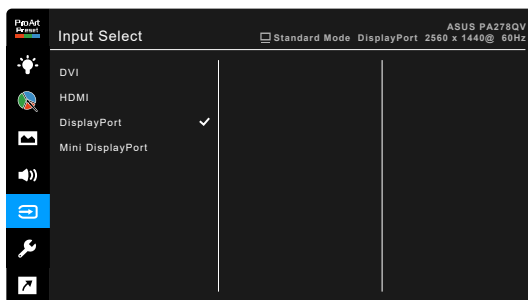 ProArt
Preset
Input Select
ASUS PA278QV
Standard Mode DisplayPort 2560 x 1440@ 60Hz
DVI
HDMI
DisplayPort
Mini DisplayPort